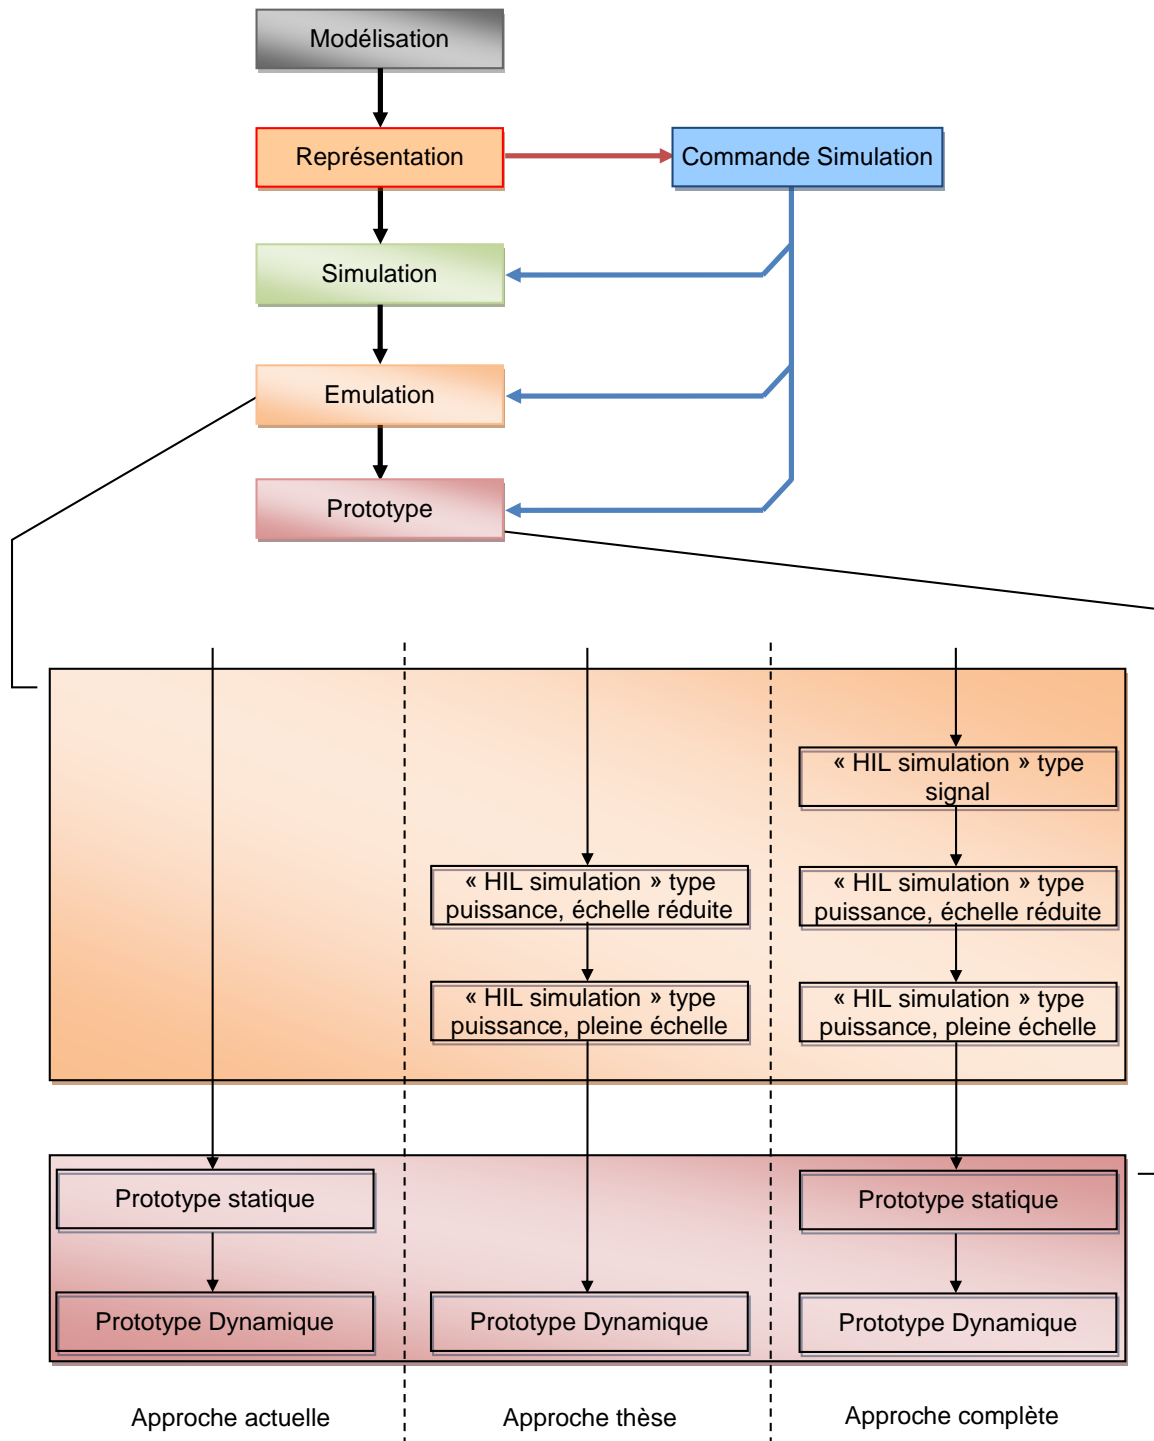 Modélisation
Représentation
Commande Simulation
Simulation
Emulation
Prototype
« HIL simulation » type
signal
« HIL simulation » type
puissance, échelle réduite
« HIL simulation » type
puissance, échelle réduite
« HIL simulation » type
puissance, pleine échelle
« HIL simulation » type
puissance, pleine échelle
Prototype statique
Prototype statique
Prototype Dynamique
Prototype Dynamique
Prototype Dynamique
Approche actuelle
Approche thèse
Approche complète